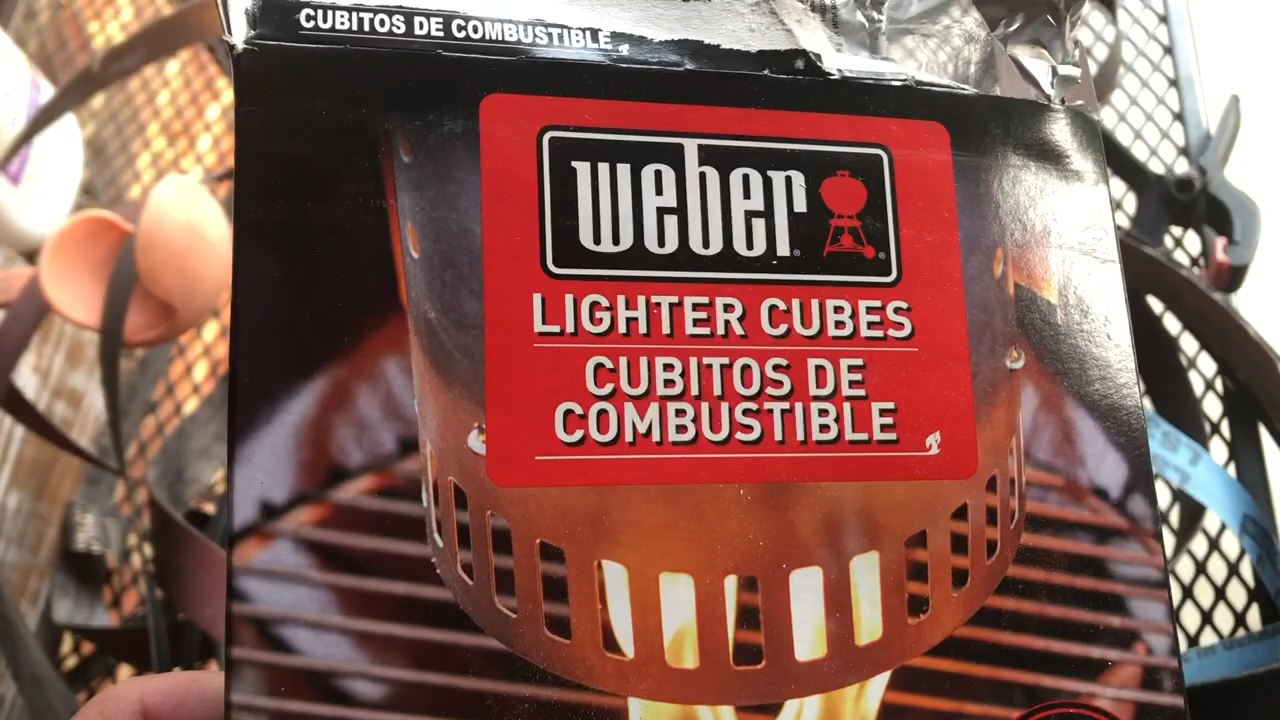 CUBITOS DE COMBUSTIBLE
weber
LIGHTER CUBES
CUBITOS DE
COMBUSTIBLE